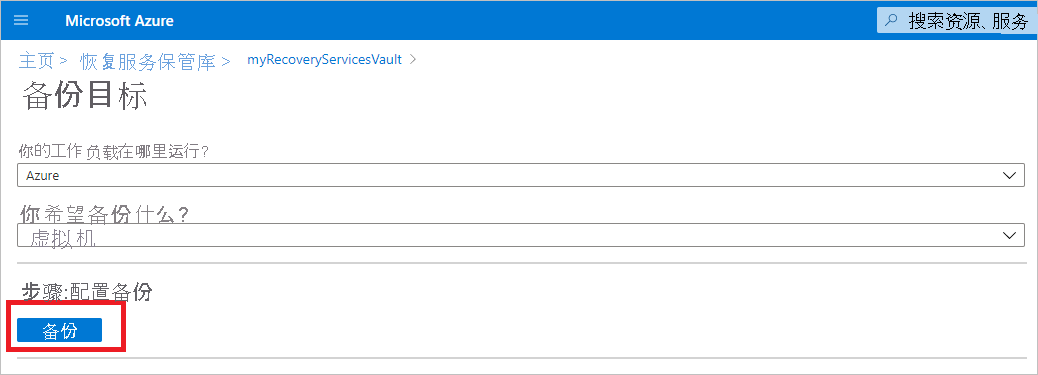 Microsoft Azure 搜索资源、服务
主页 > 恢复服务保管库 > myRecoveryServicesVault >
备份目标
你的工作负载在哪里运行?
Azure
你希望备份什么?
虚拟机
步骤:配置备份
备份